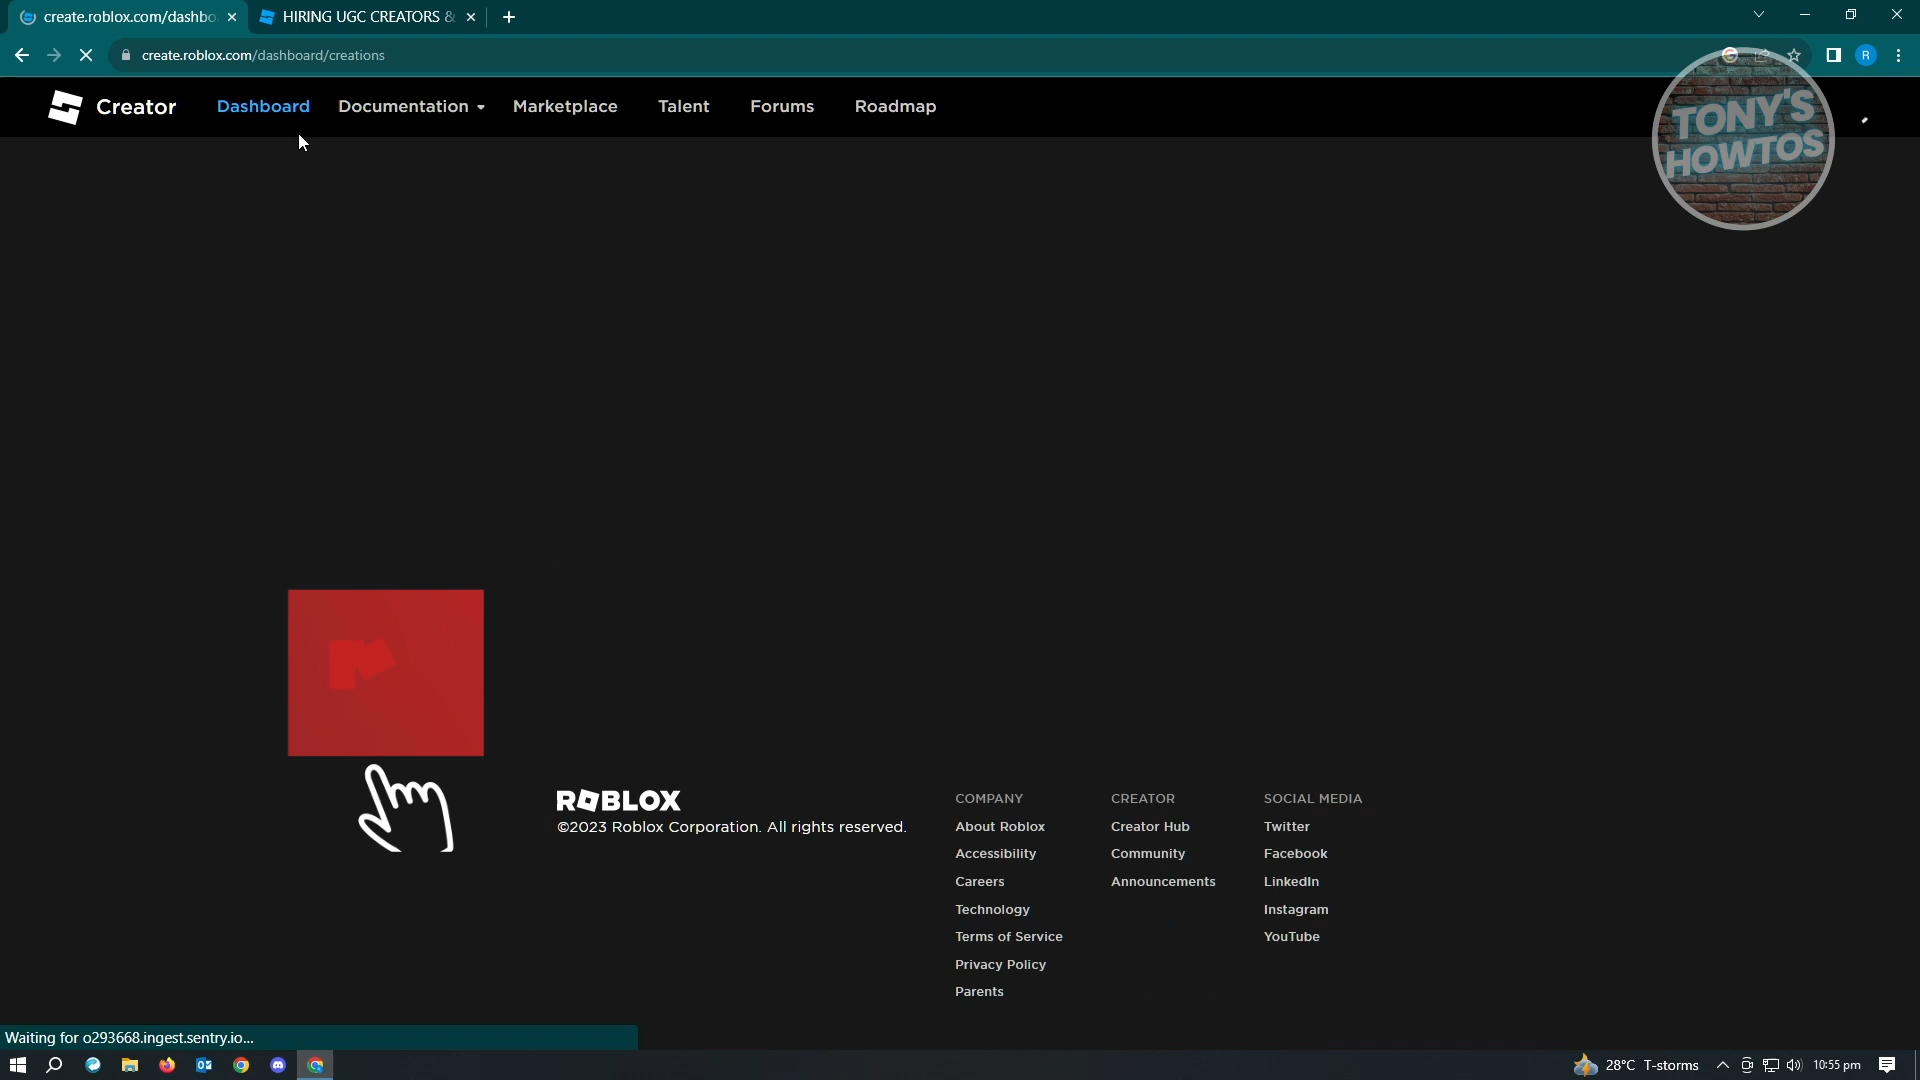 create.roblox.com/dashbo
HIRING UGC CREATORS &
create.roblox.com/dashboard/creations
R
Creator
Dashboard
Documentation
Marketplace
Talent
Forums
Roadmap
TONY'S
HOWTOS
ROBLOX
©2023 Roblox Corporation. All rights reserved.
COMPANY
About Roblox
Accessibility
Careers
Technology
Terms of Service
Privacy Policy
Parents
CREATOR
Creator Hub
Community
Announcements
SOCIAL MEDIA
Twitter
Facebook
LinkedIn
Instagram
YouTube
Waiting for o293668.ingest.sentry.io...
28°C T-storms
10:55 pm